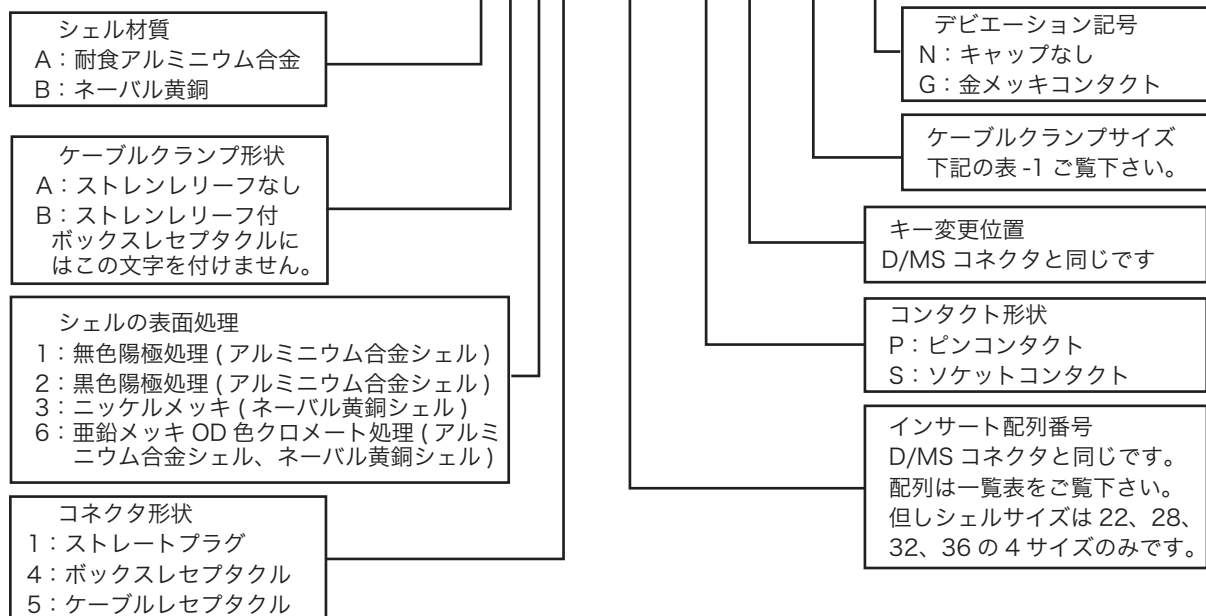 シェル材質
A：耐食アルミニウム合金
B：ネーバル黄銅
ケーブルクランプ形状
A：ストレンレリーフなし
B：ストレンレリーフ付
ボックスレセプタクルに
はこの文字を付けません。
シェルの表面処理
1：無色陽極処理 ( アルミニウム合金シェル )
2：黒色陽極処理 ( アルミニウム合金シェル )
3：ニッケルメッキ ( ネーバル黄銅シェル )
6：亜鉛メッキ OD 色クロメート処理 ( アルミ
ニウム合金シェル、ネーバル黄銅シェル )
コネクタ形状
1：ストレートプラグ
4：ボックスレセプタクル
5：ケーブルレセプタクル
デビエーション記号
N：キャップなし
G：金メッキコンタクト
ケーブルクランプサイズ
下記の表 -1 ご覧下さい。
キー変更位置
D/MS コネクタと同じです
コンタクト形状
P：ピンコンタクト
S：ソケットコンタクト
インサート配列番号
D/MS コネクタと同じです。
配列は一覧表をご覧下さい。
但しシェルサイズは 22、28、
32、36 の 4 サイズのみです。